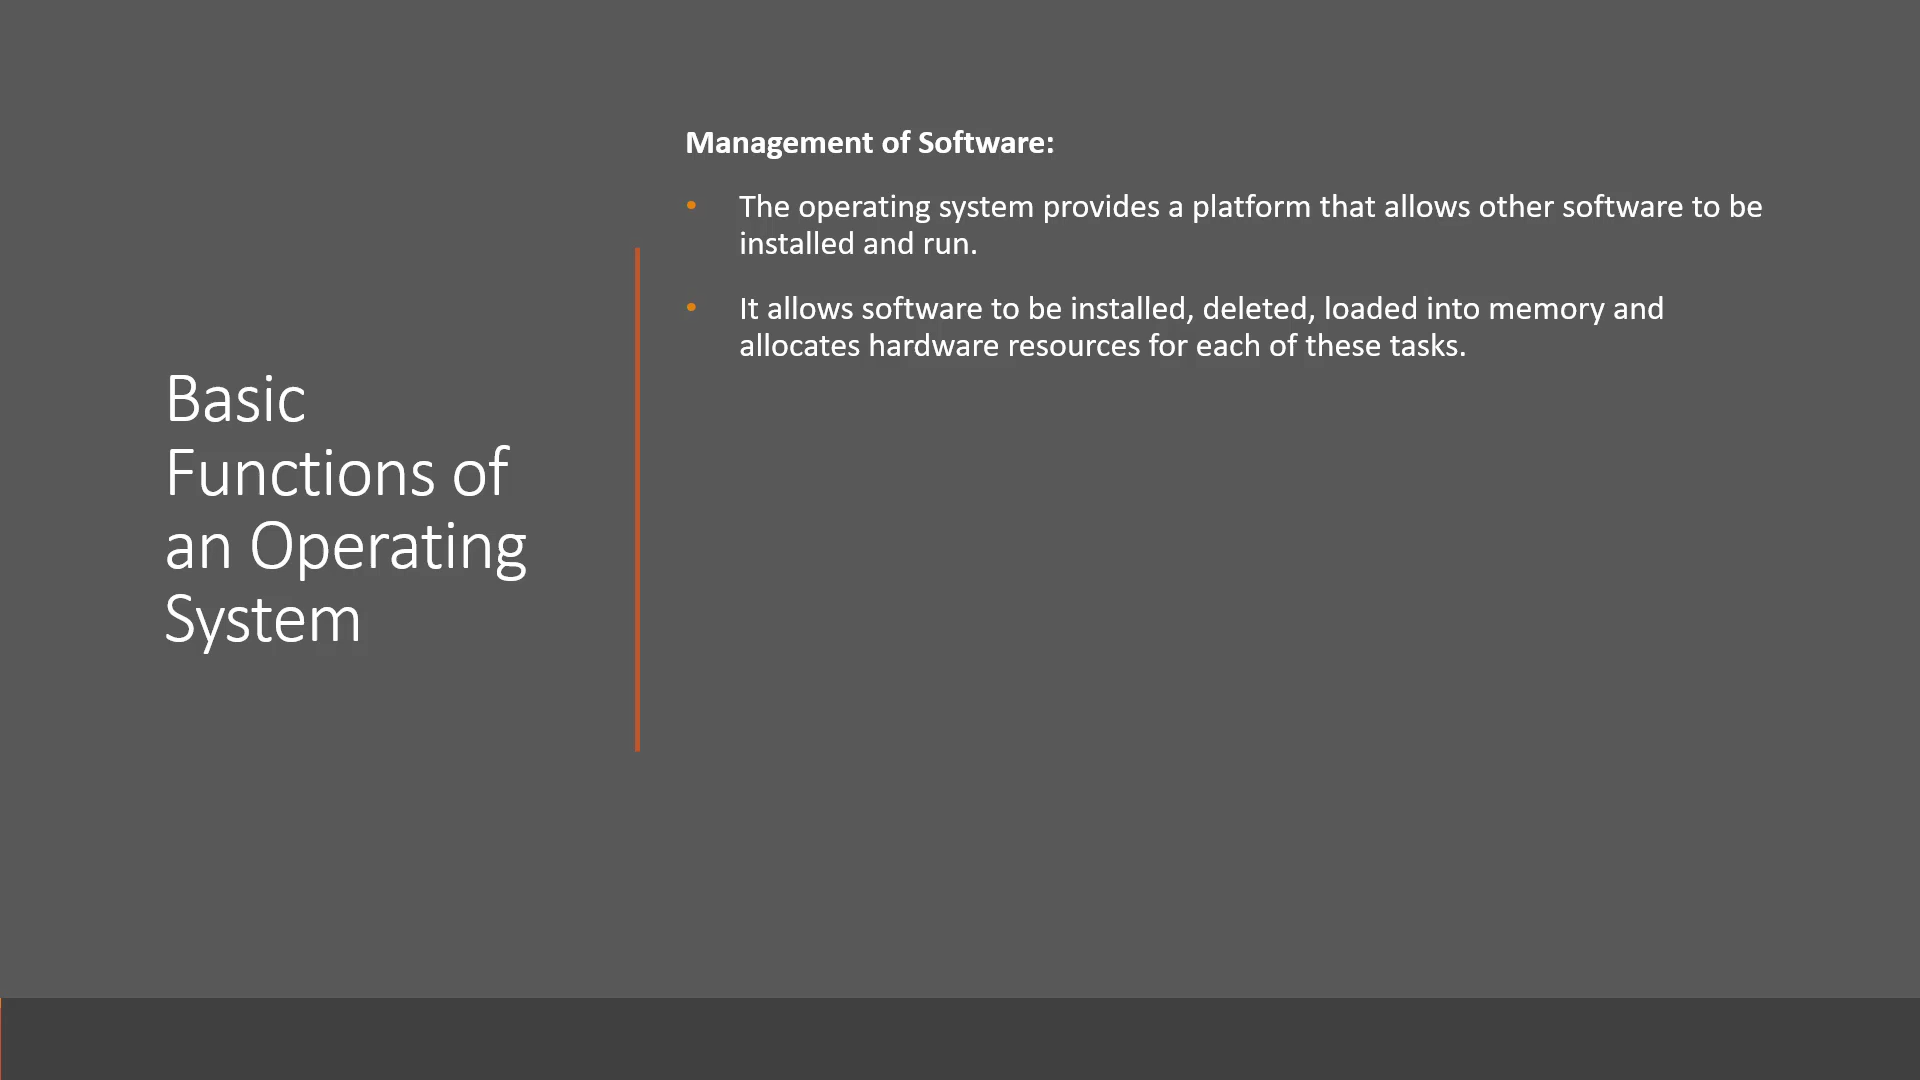 Basic
Functions of
an Operating
System
Management of Software:
• The operating system provides a platform that allows other software to be
installed and run.
• It allows software to be installed, deleted, loaded into memory and
allocates hardware resources for each of these tasks.